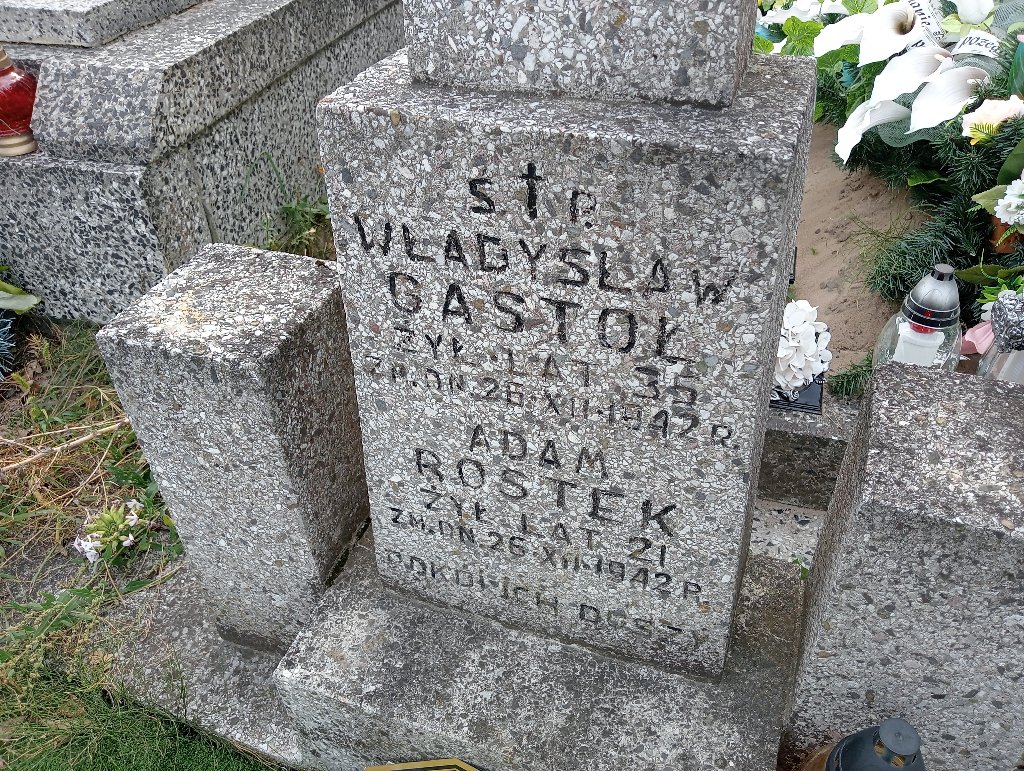 Ś†P.
WŁADYSŁAW
GASTOŁ
ŻYŁ LAT 35
ZM. DN. 26·XII·1942 R.
ADAM
ROSTEK
ŻYŁ LAT 21
ZM. DN. 26·XII·1942 R.
POKÓJ ICH DUSZY